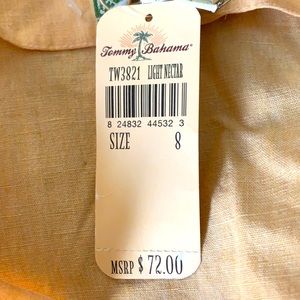 Tommy Bahama®
TW3821 LIGHT NECTAR
8 24832 44532 3
SIZE 8
MSRP $ 72.00